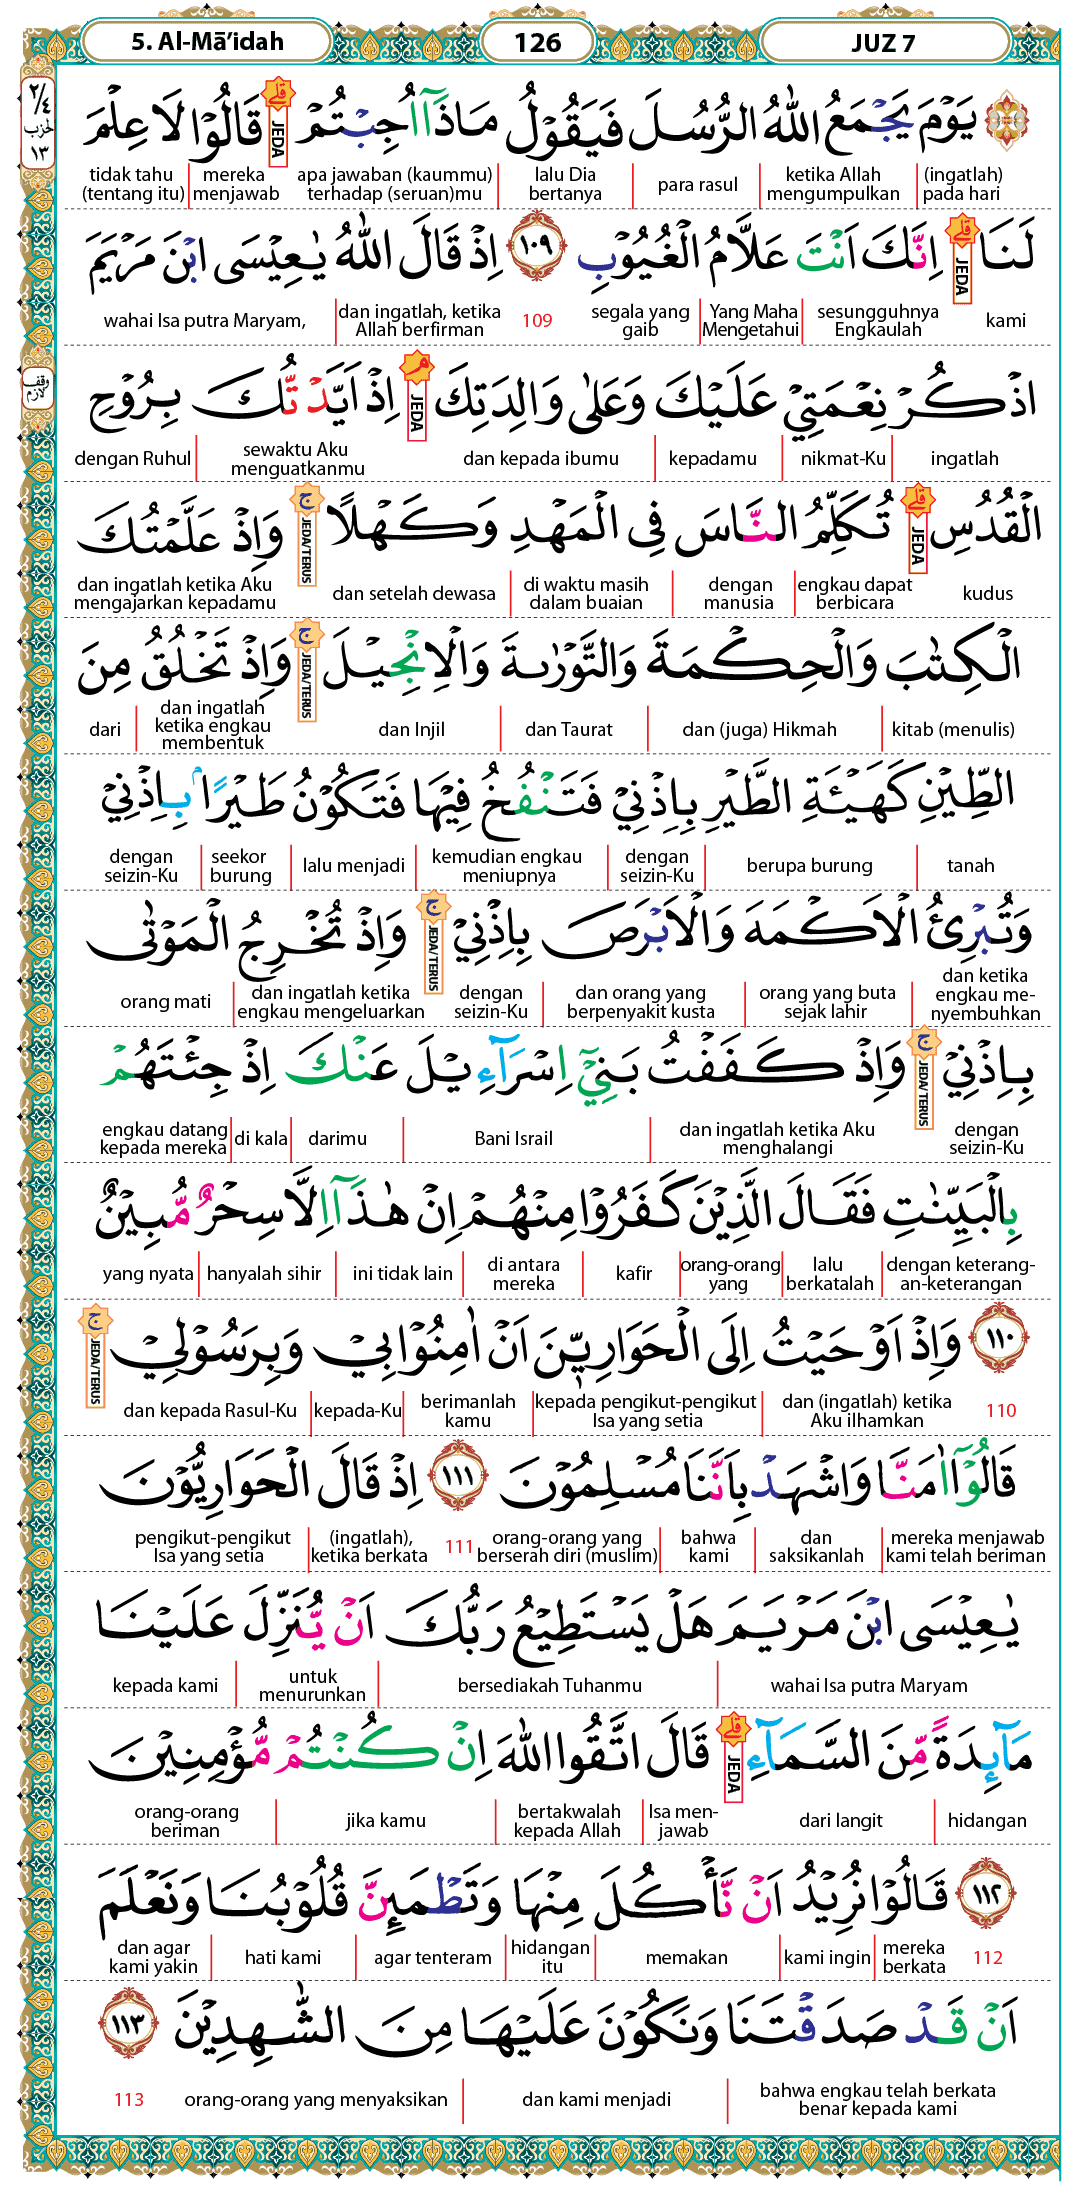 5. Al-Mā’idah 126 JUZ 7
٢/٤
حزب
١٣
يَوْمَ يَجْمَعُ اللّٰهُ الرُّسُلَ فَيَقُوْلُ مَاذَآ اُجِبْتُمْ ۗ قَالُوْا لَا عِلْمَ
JEDA
(ingatlah) pada hari
ketika Allah mengumpulkan
para rasul
lalu Dia bertanya
apa jawaban (kaummu) terhadap (seruan)mu
mereka menjawab
tidak tahu (tentang itu)
لَنَا ۗ اِنَّكَ اَنْتَ عَلَّامُ الْغُيُوْبِ ١٠٩ اِذْ قَالَ اللّٰهُ يٰعِيْسَى ابْنَ مَرْيَمَ
JEDA
kami
sesungguhnya Engkaulah
Yang Maha Mengetahui
segala yang gaib
109
dan ingatlah, ketika Allah berfirman
wahai Isa putra Maryam,
وقف لازم
اذْكُرْ نِعْمَتِيْ عَلَيْكَ وَعَلٰى وَالِدَتِكَ ۘ اِذْ اَيَّدْتُّكَ بِرُوْحِ
JEDA
ingatlah
nikmat-Ku
kepadamu
dan kepada ibumu
sewaktu Aku menguatkanmu
dengan Ruhul
الْقُدُسِ ۗ تُكَلِّمُ النَّاسَ فِى الْمَهْدِ وَكَهْلًا ۚ وَاِذْ عَلَّمْتُكَ
JEDA
JEDA/TERUS
kudus
engkau dapat berbicara
dengan manusia
di waktu masih dalam buaian
dan setelah dewasa
dan ingatlah ketika Aku mengajarkan kepadamu
الْكِتٰبَ وَالْحِكْمَةَ وَالتَّوْرٰىةَ وَالْاِنْجِيْلَ ۚ وَاِذْ تَخْلُقُ مِنَ
JEDA/TERUS
kitab (menulis)
dan (juga) Hikmah
dan Taurat
dan Injil
dan ingatlah ketika engkau membentuk
dari
الطِّيْنِ كَهَيْـَٔةِ الطَّيْرِ بِاِذْنِيْ فَتَنْفُخُ فِيْهَا فَتَكُوْنُ طَيْرًاۢ بِاِذْنِيْ
tanah
berupa burung
dengan seizin-Ku
kemudian engkau meniupnya
lalu menjadi
seekor burung
dengan seizin-Ku
وَتُبْرِئُ الْاَكْمَهَ وَالْاَبْرَصَ بِاِذْنِيْ ۚ وَاِذْ تُخْرِجُ الْمَوْتٰى
JEDA/TERUS
dan ketika engkau me-nyembuhkan
orang yang buta sejak lahir
dan orang yang berpenyakit kusta
dengan seizin-Ku
dan ingatlah ketika engkau mengeluarkan
orang mati
بِاِذْنِيْ ۚ وَاِذْ كَفَفْتُ بَنِيْٓ اِسْرَآءِيْلَ عَنْكَ اِذْ جِئْتَهُمْ
JEDA/TERUS
dengan seizin-Ku
dan ingatlah ketika Aku menghalangi
Bani Israil
darimu
di kala
engkau datang kepada mereka
بِالْبَيِّنٰتِ فَقَالَ الَّذِيْنَ كَفَرُوْا مِنْهُمْ اِنْ هٰذَآ اِلَّا سِحْرٌ مُّبِيْنٌ
dengan keterang-an-keterangan
lalu berkatalah
orang-orang yang
kafir
di antara mereka
ini tidak lain
hanyalah sihir
yang nyata
١١٠ وَاِذْ اَوْحَيْتُ اِلَى الْحَوَارِيّٖنَ اَنْ اٰمِنُوْا بِيْ وَبِرَسُوْلِيْ ۚ
JEDA/TERUS
110
dan (ingatlah) ketika Aku ilhamkan
kepada pengikut-pengikut Isa yang setia
berimanlah kamu
kepada-Ku
dan kepada Rasul-Ku
قَالُوْٓا اٰمَنَّا وَاشْهَدْ بِاَنَّنَا مُسْلِمُوْنَ ١١١ اِذْ قَالَ الْحَوَارِيُّوْنَ
mereka menjawab kami telah beriman
dan saksikanlah
bahwa kami
orang-orang yang berserah diri (muslim)
111
(ingatlah), ketika berkata
pengikut-pengikut Isa yang setia
يٰعِيْسَى ابْنَ مَرْيَمَ هَلْ يَسْتَطِيْعُ رَبُّكَ اَنْ يُّنَزِّلَ عَلَيْنَا
wahai Isa putra Maryam
bersediakah Tuhanmu
untuk menurunkan
kepada kami
مَآىِٕدَةً مِّنَ السَّمَآءِ ۗ قَالَ اتَّقُوا اللّٰهَ اِنْ كُنْتُمْ مُّؤْمِنِيْنَ
JEDA
hidangan
dari langit
Isa men-jawab
bertakwalah kepada Allah
jika kamu
orang-orang beriman
١١٢ قَالُوْا نُرِيْدُ اَنْ نَّأْكُلَ مِنْهَا وَتَطْمَىِٕنَّ قُلُوْبُنَا وَنَعْلَمَ
112
mereka berkata
kami ingin
memakan
hidangan itu
agar tenteram
hati kami
dan agar kami yakin
اَنْ قَدْ صَدَقْتَنَا وَنَكُوْنَ عَلَيْهَا مِنَ الشّٰهِدِيْنَ ١١٣
bahwa engkau telah berkata benar kepada kami
dan kami menjadi
orang-orang yang menyaksikan
113